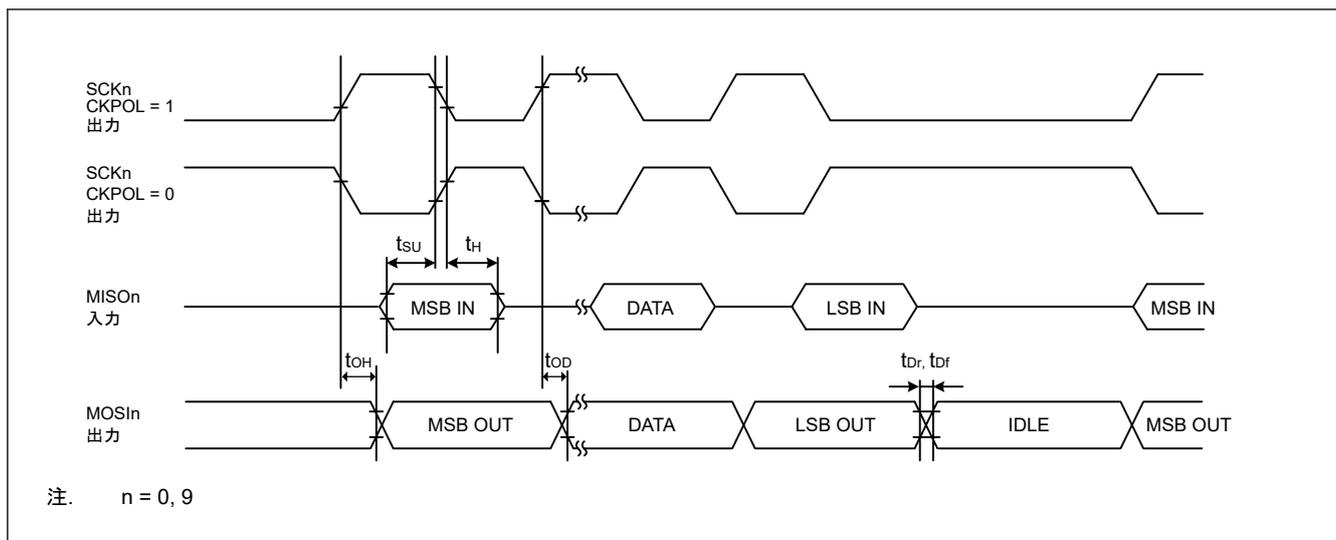 SCKn
CKPOL = 1
出力
SCKn
CKPOL = 0
出力
tSU
tH
MISOn
入力
MSB IN
DATA
LSB IN
MSB IN
tOH
tOD
tDr, tDf
MOSIn
出力
MSB OUT
DATA
LSB OUT
IDLE
MSB OUT
注. n = 0, 9